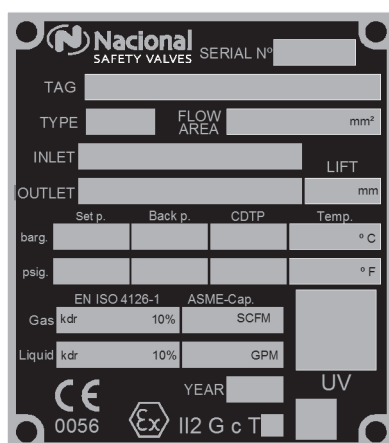 Nacional
SAFETY VALVES
SERIAL Nº
TAG
TYPE FLOW AREA mm²
INLET
LIFT
OUTLET mm
Set p. Back p. CDTP Temp.
barg. º C
psig. º F
EN ISO 4126-1 ASME-Cap.
Gas kdr 10% SCFM
Liquid kdr 10% GPM
CE YEAR UV
0056 Ex II2 G c T